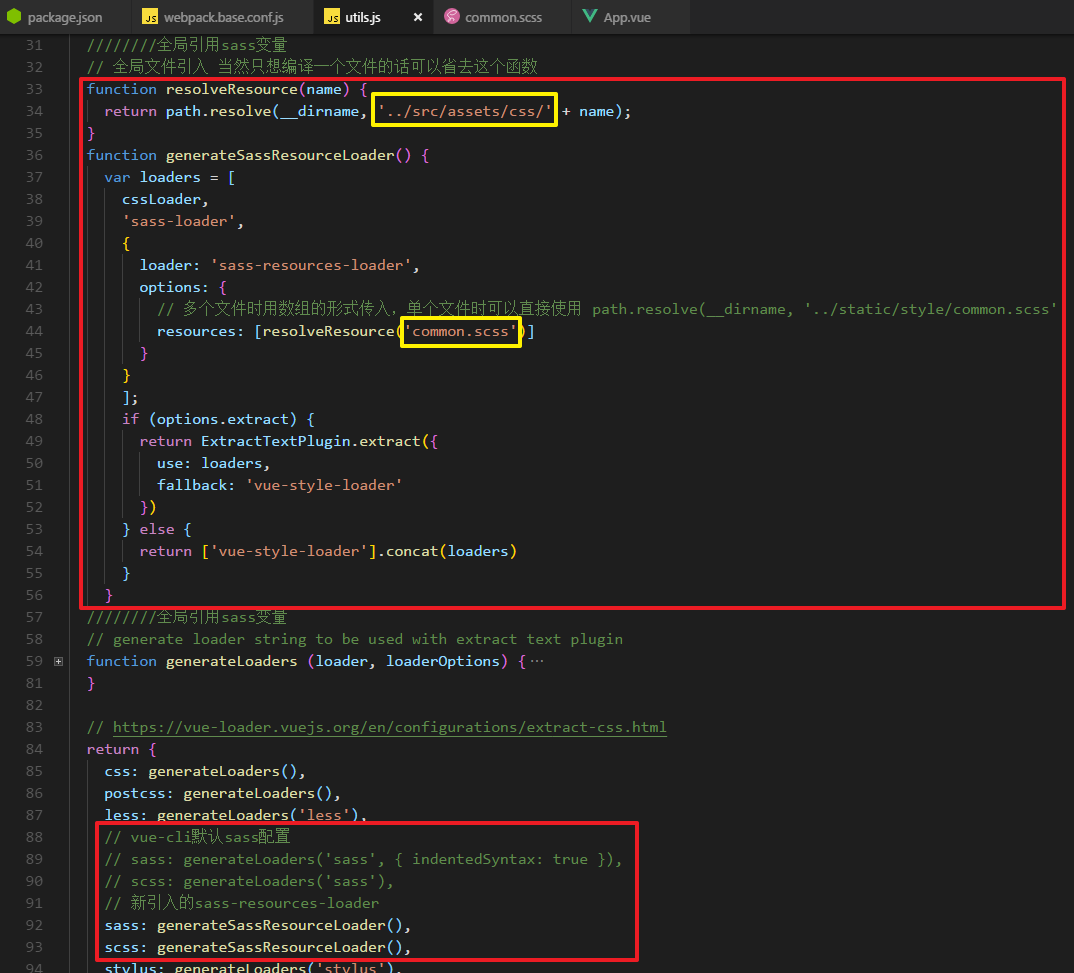 package.json JS webpack.base.conf.js JS utils.js × common.scss App.vue
31 ////////全局引用sass变量
32 // 全局文件引入 当然只想编译一个文件的话可以省去这个函数
33 function resolveResource(name) {
34 return path.resolve(__dirname, '../src/assets/css/' + name);
35 }
36 function generateSassResourceLoader() {
37 var loaders = [
38 cssLoader,
39 'sass-loader',
40 {
41 loader: 'sass-resources-loader',
42 options: {
43 // 多个文件时用数组的形式传入，单个文件时可以直接使用 path.resolve(__dirname, '../static/style/common.scss'
44 resources: [resolveResource('common.scss')]
45 }
46 }
47 ];
48 if (options.extract) {
49 return ExtractTextPlugin.extract({
50 use: loaders,
51 fallback: 'vue-style-loader'
52 })
53 } else {
54 return ['vue-style-loader'].concat(loaders)
55 }
56 }
57 ////////全局引用sass变量
58 // generate loader string to be used with extract text plugin
59 function generateLoaders (loader, loaderOptions) {···
81 }
82
83 // https://vue-loader.vuejs.org/en/configurations/extract-css.html
84 return {
85 css: generateLoaders(),
86 postcss: generateLoaders(),
87 less: generateLoaders('less'),
88 // vue-cli默认sass配置
89 // sass: generateLoaders('sass', { indentedSyntax: true }),
90 // scss: generateLoaders('sass'),
91 // 新引入的sass-resources-loader
92 sass: generateSassResourceLoader(),
93 scss: generateSassResourceLoader(),
94 stylus: generateLoaders('stylus'),